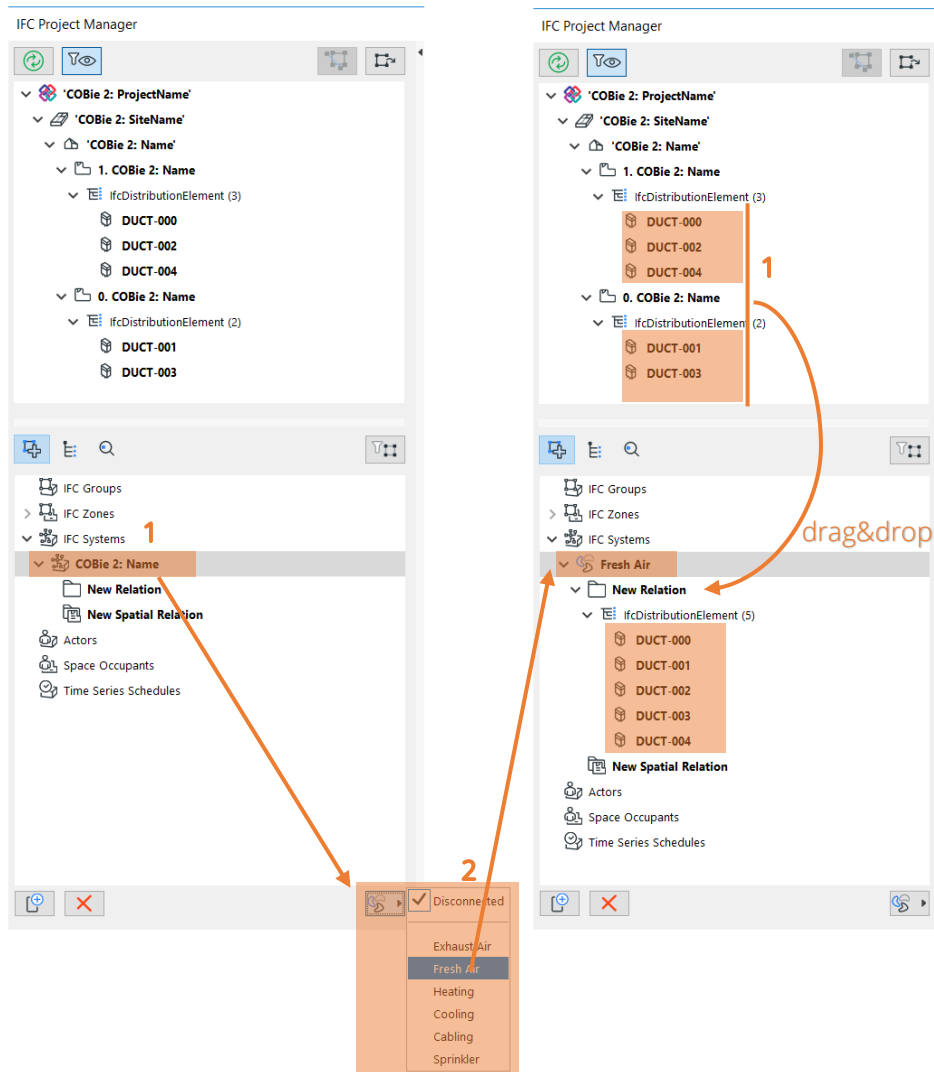 IFC Project Manager
'COBie 2: ProjectName'
'COBie 2: SiteName'
'COBie 2: Name'
1. COBie 2: Name
IfcDistributionElement (3)
DUCT-000
DUCT-002
DUCT-004
0. COBie 2: Name
IfcDistributionElement (2)
DUCT-001
DUCT-003
IFC Groups
IFC Zones
IFC Systems
1
COBie 2: Name
New Relation
New Spatial Relation
Actors
Space Occupants
Time Series Schedules
2
Disconnected
Exhaust Air
Fresh Air
Heating
Cooling
Cabling
Sprinkler
IFC Project Manager
'COBie 2: ProjectName'
'COBie 2: SiteName'
'COBie 2: Name'
1. COBie 2: Name
IfcDistributionElement (3)
DUCT-000
DUCT-002
DUCT-004
1
0. COBie 2: Name
IfcDistributionElement (2)
DUCT-001
DUCT-003
IFC Groups
IFC Zones
IFC Systems
drag&drop
Fresh Air
New Relation
IfcDistributionElement (5)
DUCT-000
DUCT-001
DUCT-002
DUCT-003
DUCT-004
New Spatial Relation
Actors
Space Occupants
Time Series Schedules